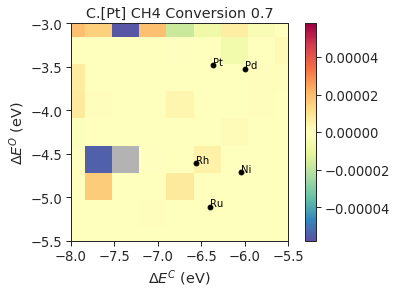 C.[Pt] CH4 Conversion 0.7
−3.0
−3.5
−4.0
−4.5
−5.0
−5.5
ΔE^O (eV)
Pt
Pd
Rh
Ni
Ru
−8.0 −7.5 −7.0 −6.5 −6.0 −5.5
ΔE^C (eV)
0.00004
0.00002
0.00000
−0.00002
−0.00004